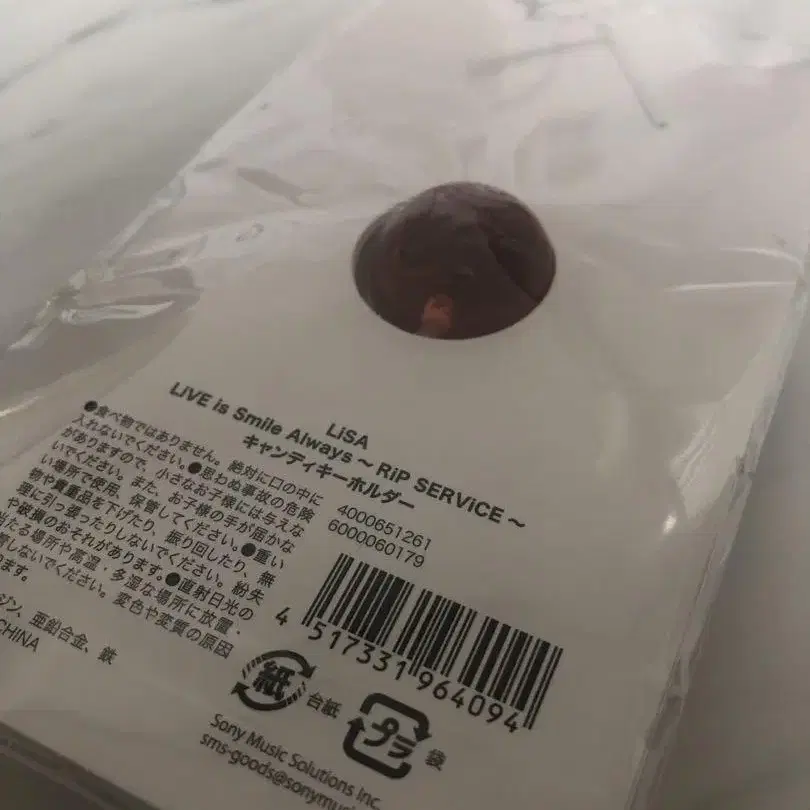 LiSA
LiVE is Smile Always ～ RiP SERViCE ～
キャンディキーホルダー
●食べ物ではありません。絶対に口の中に
入れないでください。●思わぬ事故の危険
がありますので、小さなお子様には与えな
いでください。また、お子様の手が届かな
い場所で使用、保管してください。●重い
物や貴重品を下げたり、振り回したり、無
理に引っ張ったりしないでください。紛失
や破損のおそれがあります。●直射日光の
当たる場所や高温・多湿な場所に放置・
しないでください。変色や変質の原因
ます。
ジン、亜鉛合金、鉄
CHINA
4000651261
6000060179
4 517331 964094
紙 台紙
プラ 袋
Sony Music Solutions Inc.
sms-goods@sonymus